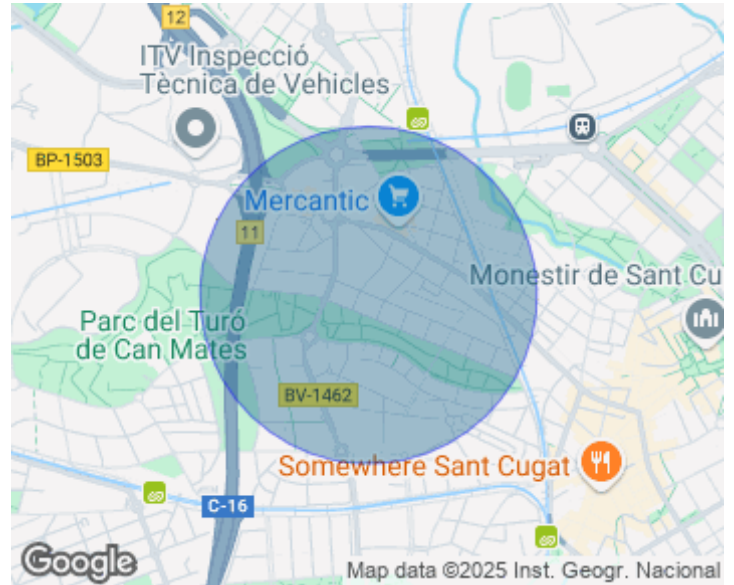 12
ITV Inspecció
Tècnica de Vehicles
BP-1503
Mercantic
11
Monestir de Sant Cu
Parc del Turó
de Can Mates
BV-1462
Somewhere Sant Cugat
C-16
Google
Map data ©2025 Inst. Geogr. Nacional